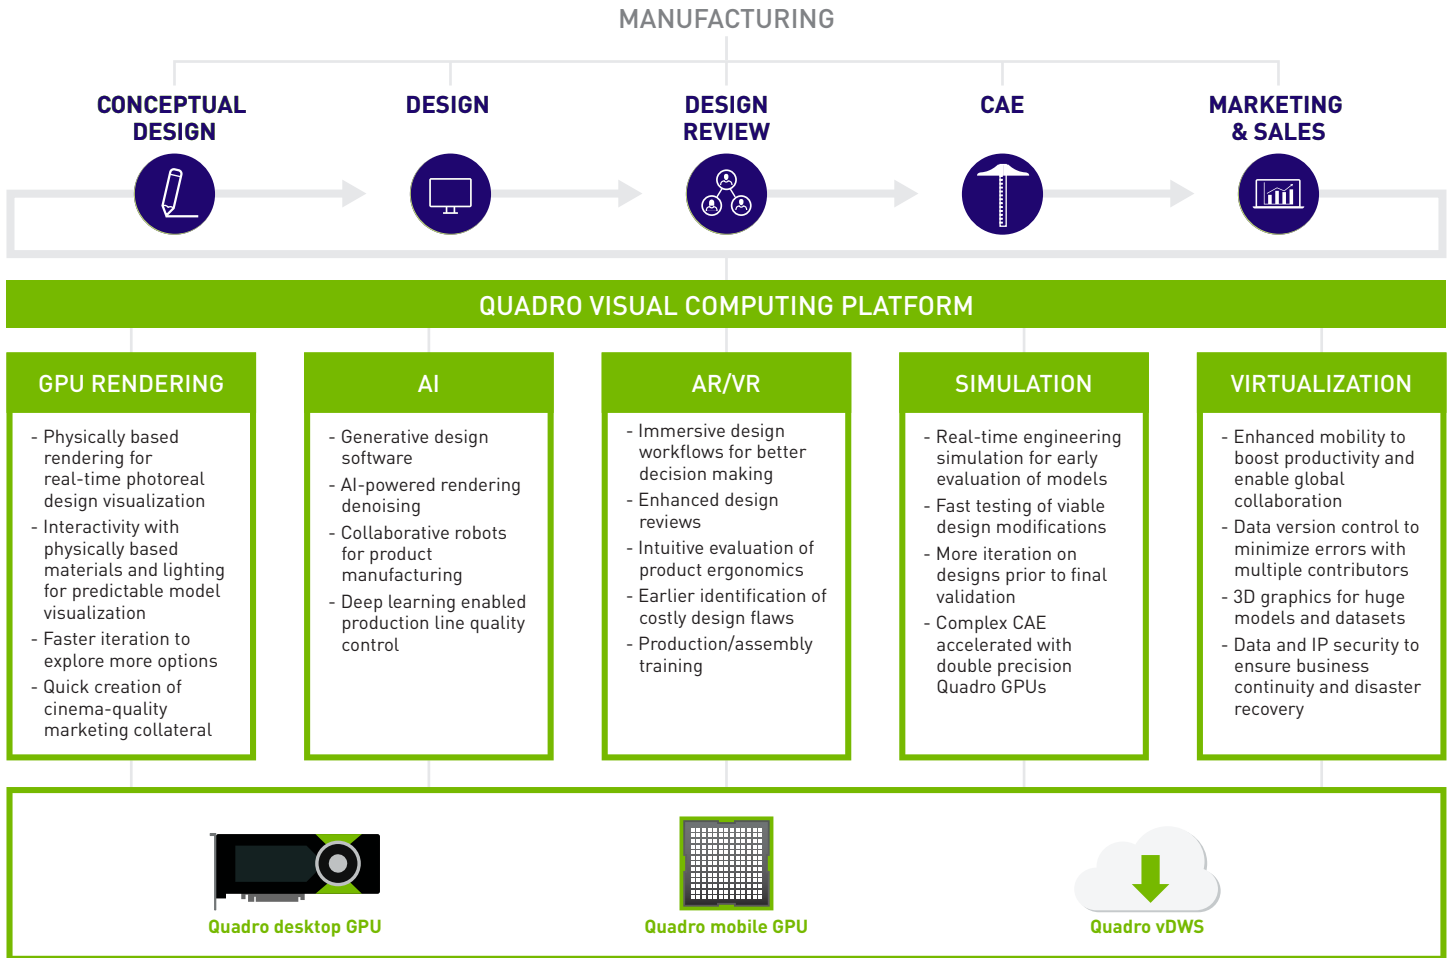 MANUFACTURING
CONCEPTUAL
DESIGN
DESIGN
DESIGN
REVIEW
CAE
MARKETING
& SALES
QUADRO VISUAL COMPUTING PLATFORM
GPU RENDERING
- Physically based
rendering for
real-time photoreal
design visualization
- Interactivity with
physically based
materials and lighting
for predictable model
visualization
- Faster iteration to
explore more options
- Quick creation of
cinema-quality
marketing collateral
AI
- Generative design
software
- AI-powered rendering
denoising
- Collaborative robots
for product
manufacturing
- Deep learning enabled
production line quality
control
AR/VR
- Immersive design
workflows for better
decision making
- Enhanced design
reviews
- Intuitive evaluation of
product ergonomics
- Earlier identification of
costly design flaws
- Production/assembly
training
SIMULATION
- Real-time engineering
simulation for early
evaluation of models
- Fast testing of viable
design modifications
- More iteration on
designs prior to final
validation
- Complex CAE
accelerated with
double precision
Quadro GPUs
VIRTUALIZATION
- Enhanced mobility to
boost productivity and
enable global
collaboration
- Data version control to
minimize errors with
multiple contributors
- 3D graphics for huge
models and datasets
- Data and IP security to
ensure business
continuity and disaster
recovery
Quadro desktop GPU
Quadro mobile GPU
Quadro vDWS